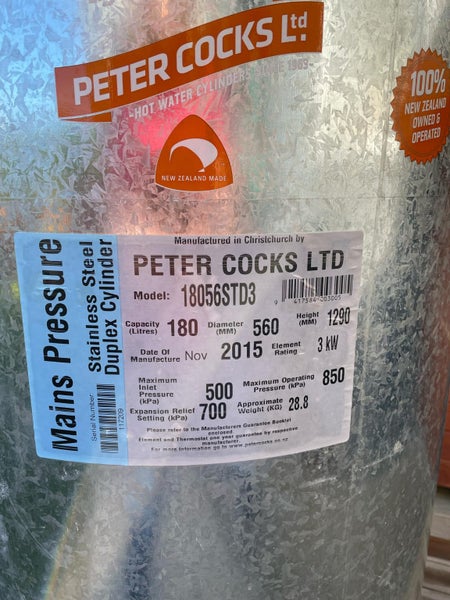 PETER COCKS Ltd.
-HOT WATER CYLINDERS SINCE 1969-
NEW ZEALAND MADE
100%
NEW ZEALAND
OWNED &
OPERATED
Mains Pressure
Stainless Steel
Duplex Cylinder
Serial Number
117209
Manufactured in Christchurch by
PETER COCKS LTD
Model: 18056STD3
9 417584 003005
Capacity (Litres) 180 Diameter (MM) 560 Height (MM) 1290
Date Of Manufacture Nov 2015 Element Rating 3 kW
Maximum Inlet Pressure (kPa) 500 Maximum Operating Pressure (kPa) 850
Expansion Relief Setting (kPa) 700 Approximate Weight (KG) 28.8
Please refer to the Manufacturers Guarantee Booklet
enclosed.
Element and Thermostat one year guarantee by respective
manufacturer.
For more information go to www.petercocks.co.nz